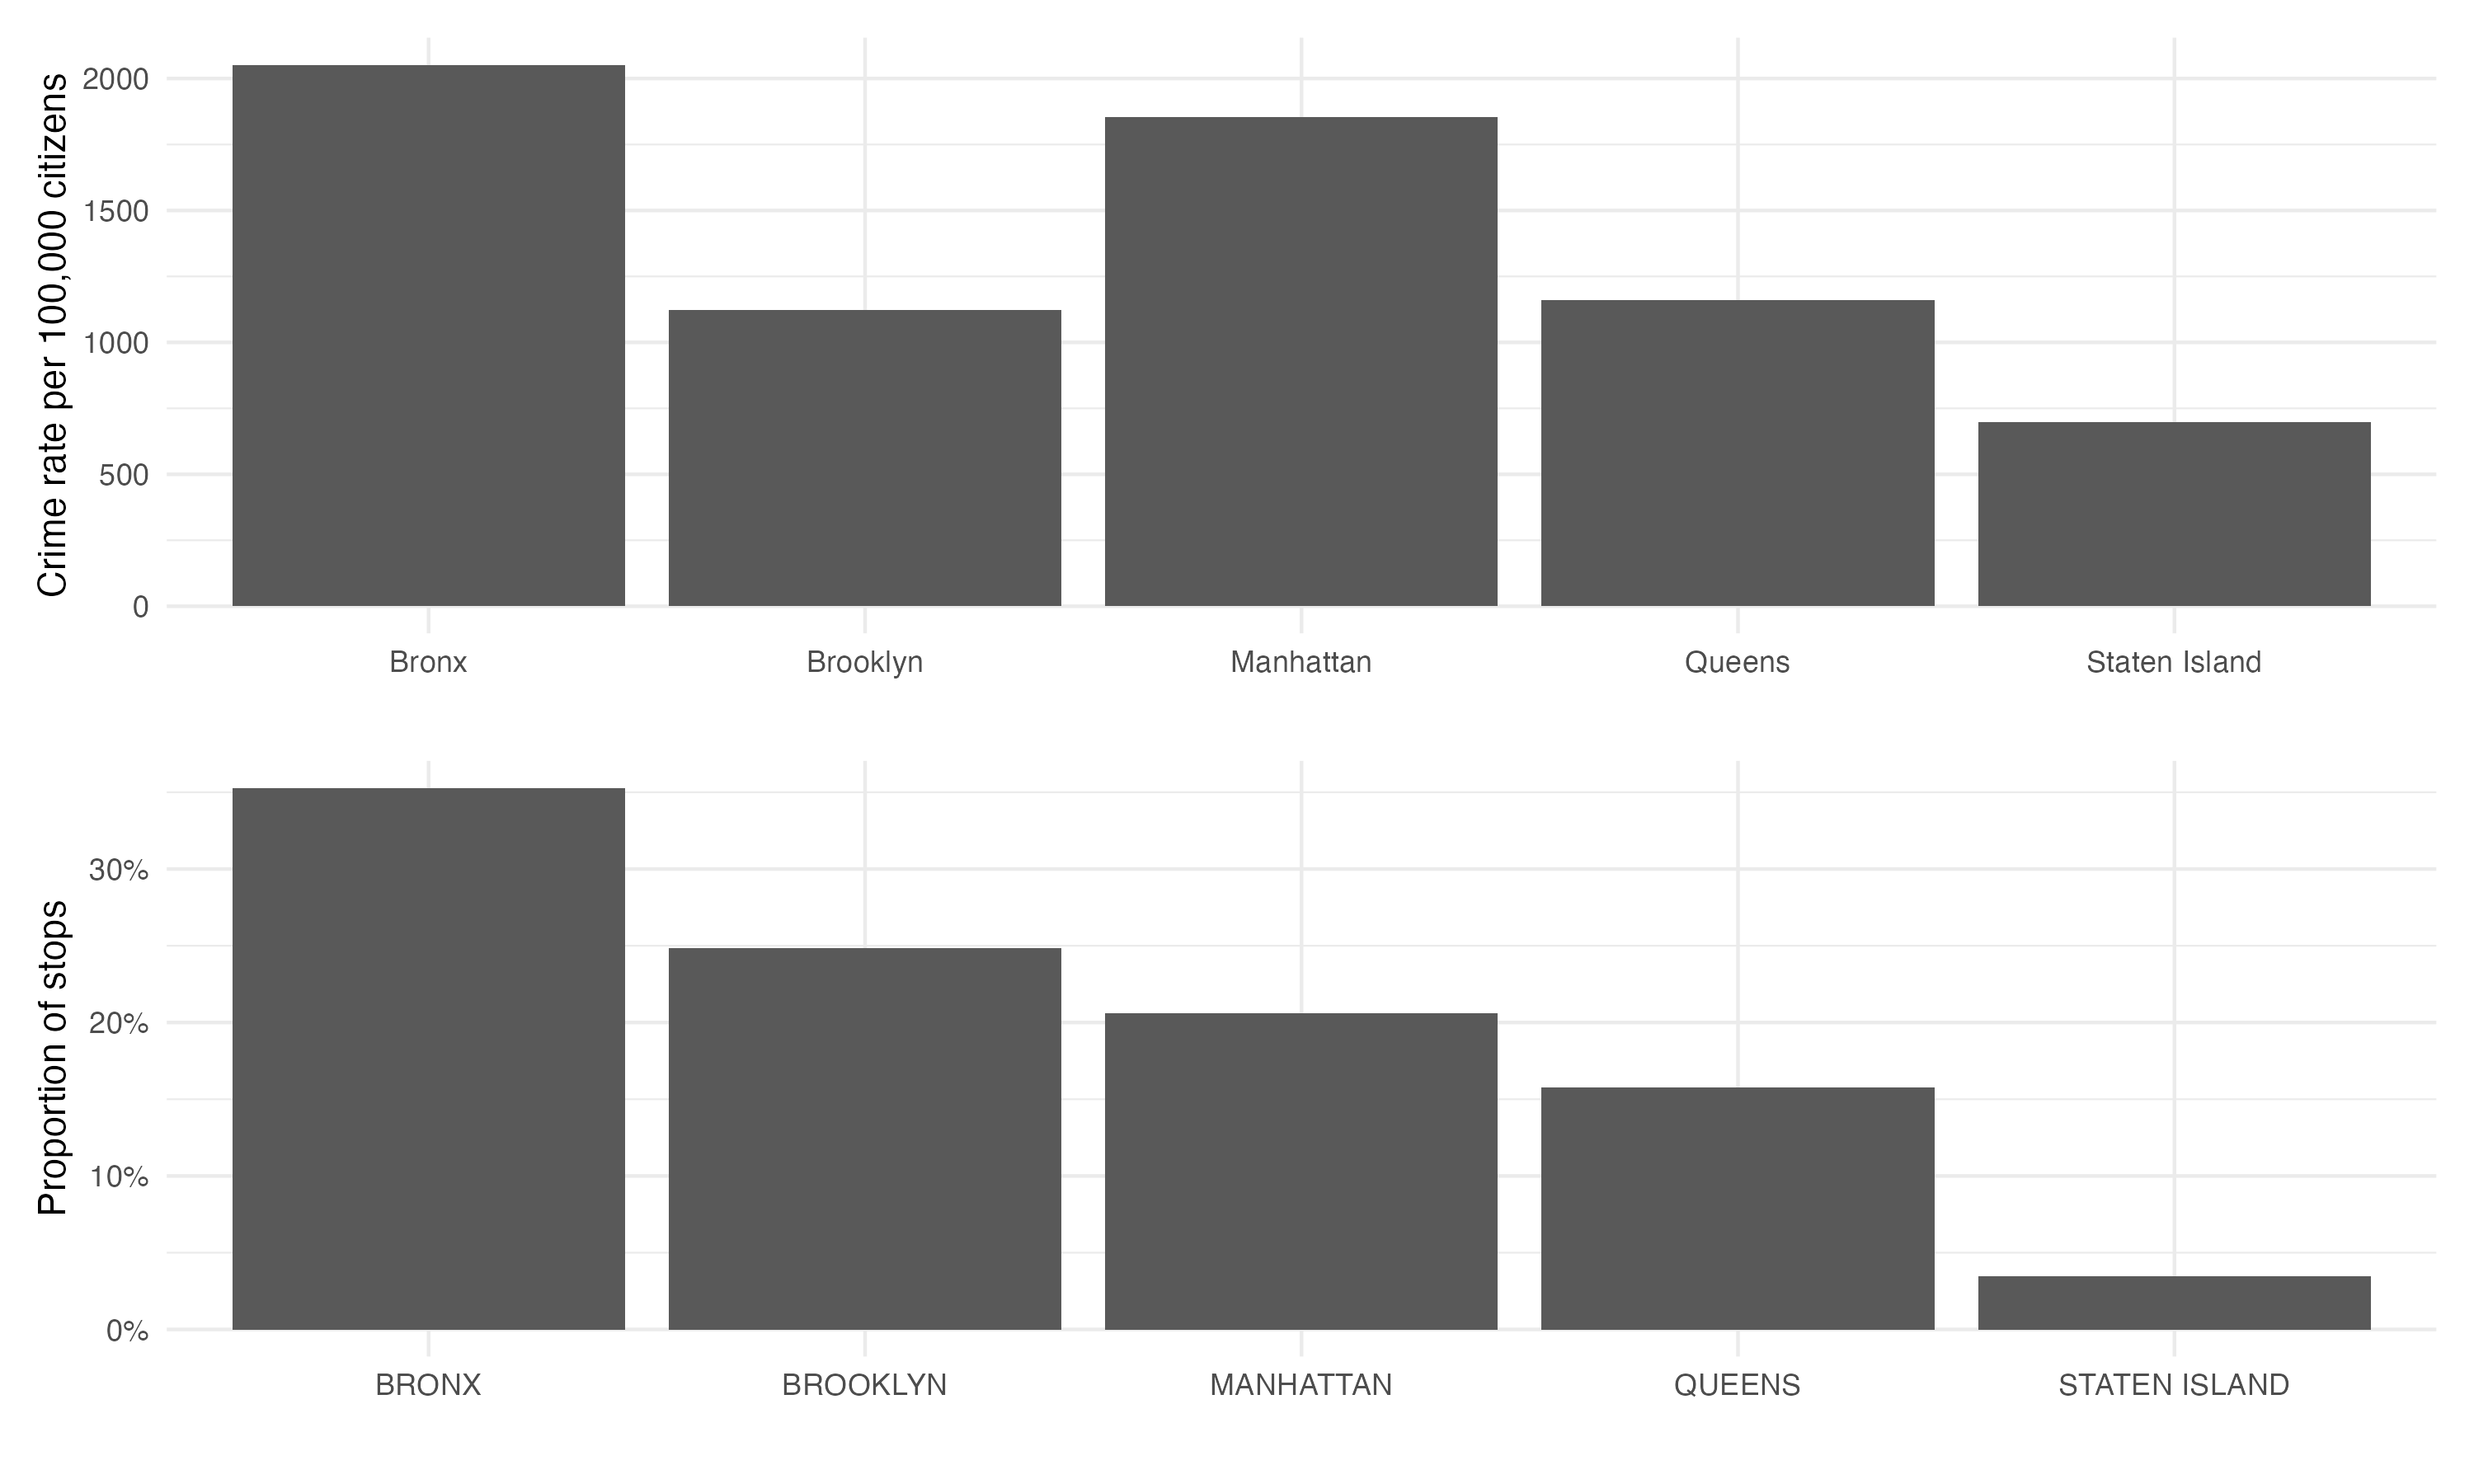 Crime rate per 100,000 citizens
2000
1500
1000
500
0
Bronx Brooklyn Manhattan Queens Staten Island
Proportion of stops
30%
20%
10%
0%
BRONX BROOKLYN MANHATTAN QUEENS STATEN ISLAND